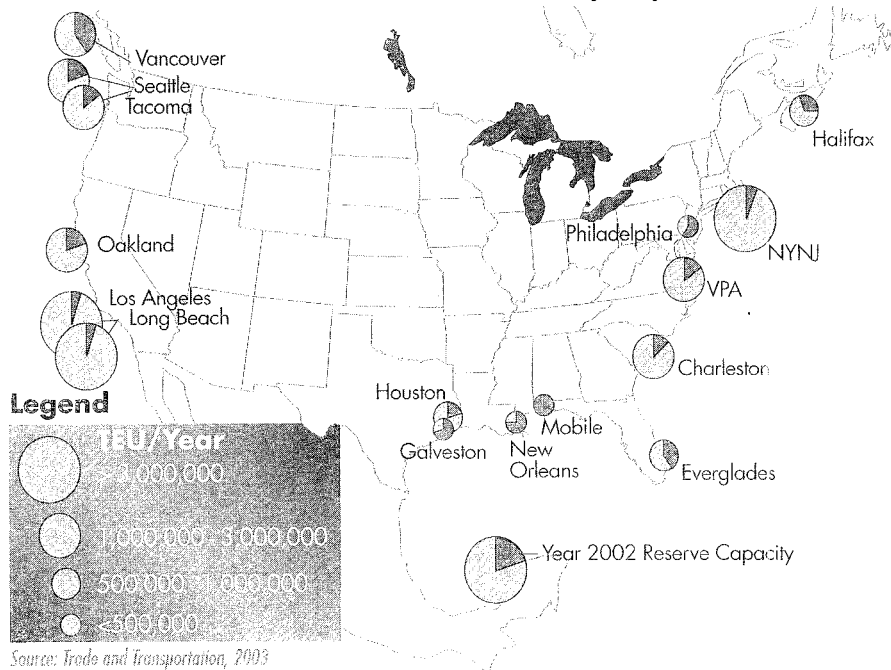 Vancouver
Seattle
Tacoma
Halifax
Oakland
Philadelphia
NYNJ
VPA
Los Angeles
Long Beach
Charleston
Houston
Galveston
New
Orleans
Mobile
Everglades
Legend
TEU/Year
1,000,000 - 3,000,000
500,000 - 1,000,000
<500,000
Year 2002 Reserve Capacity
Source: Trade and Transportation, 2003